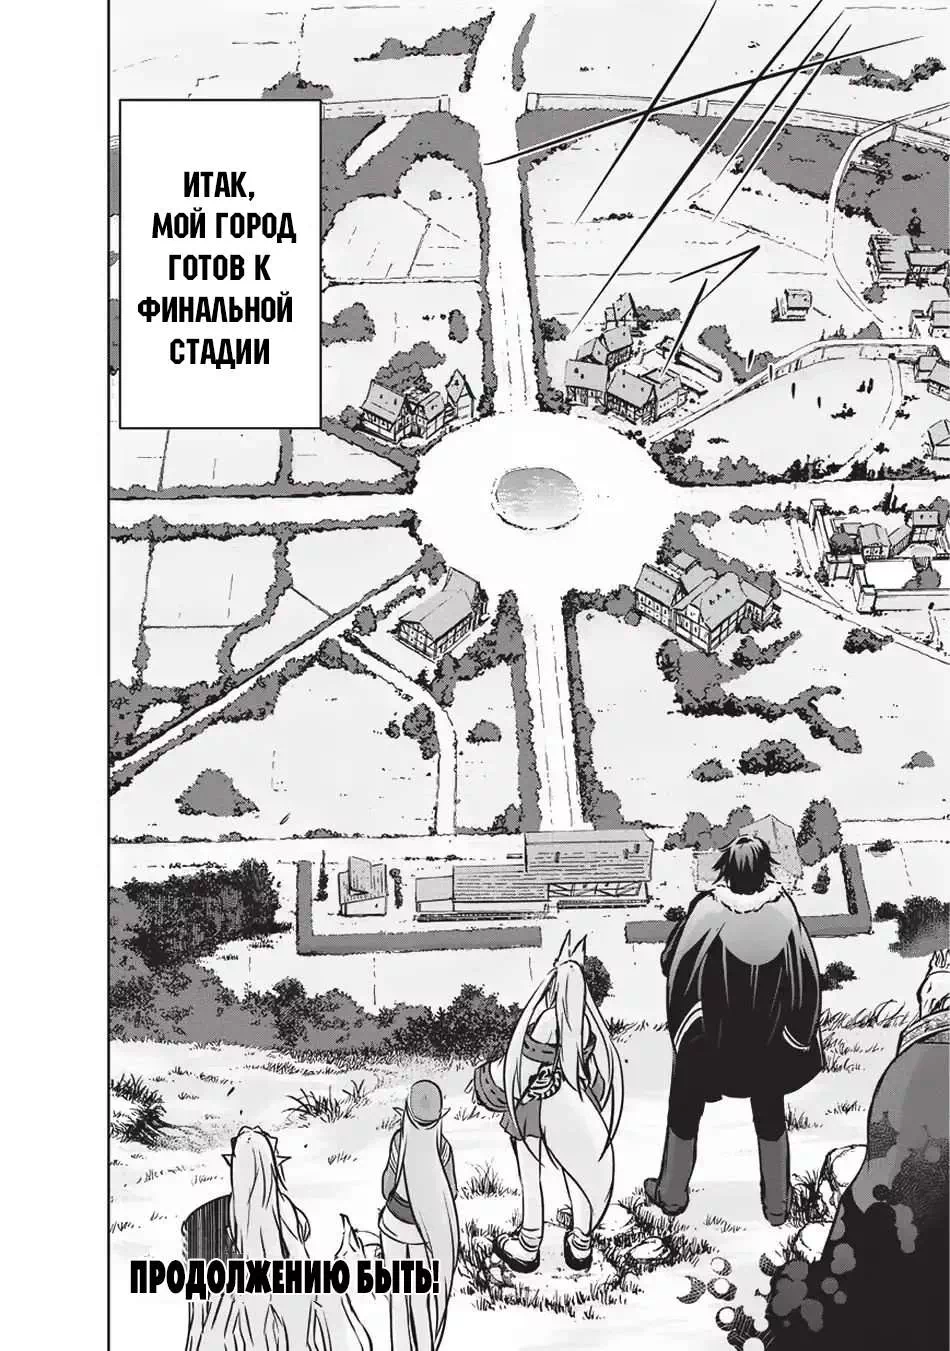 ИТАК,
МОЙ ГОРОД
ГОТОВ К
ФИНАЛЬНОЙ
СТАДИИ
ПРОДОЛЖЕНИЮ БЫТЬ!